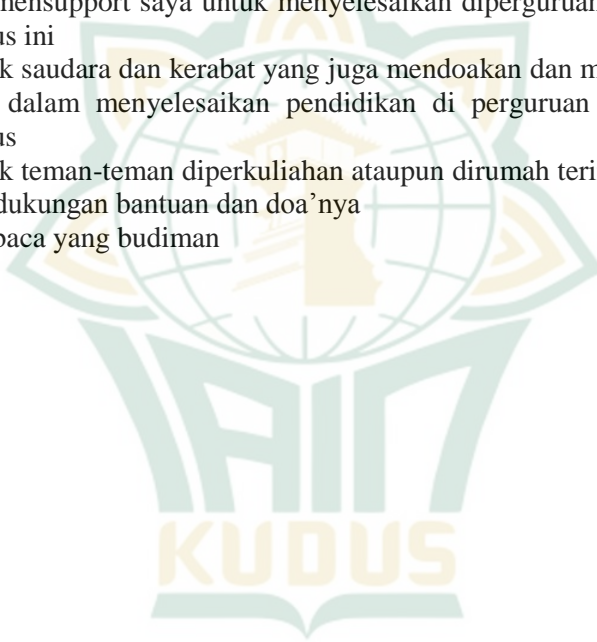 mensupport saya untuk menyelesaikan diperguruan
us ini
k saudara dan kerabat yang juga mendoakan dan m
dalam menyelesaikan pendidikan di perguruan
us
k teman-teman diperkuliahan ataupun dirumah teri
dukungan bantuan dan doa'nya
baca yang budiman
IAIN
KUDUS